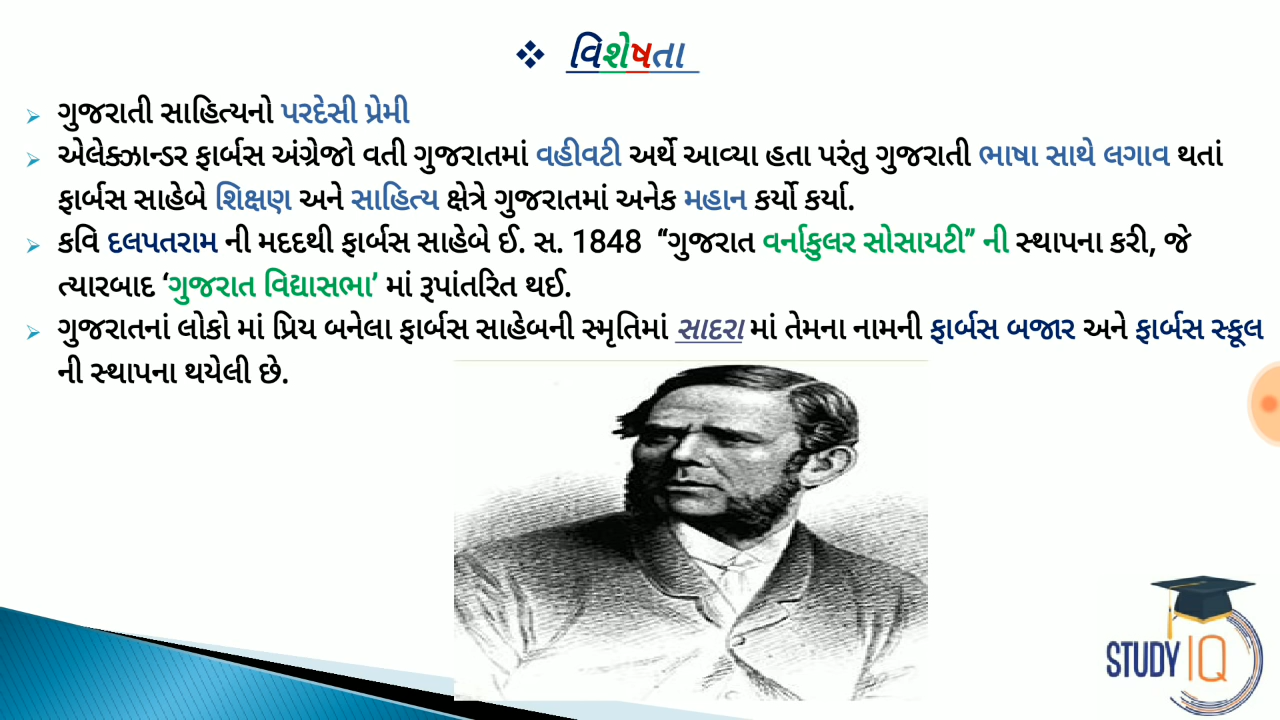 ❖ વિશેષતા
➢ ગુજરાતી સાહિત્યનો પરદેસી પ્રેમી
➢ એલેક્ઝાન્ડર ફાર્બસ અંગ્રેજો વતી ગુજરાતમાં વહીવટી અર્થે આવ્યા હતા પરંતુ ગુજરાતી ભાષા સાથે લગાવ થતાં
ફાર્બસ સાહેબે શિક્ષણ અને સાહિત્ય ક્ષેત્રે ગુજરાતમાં અનેક મહાન કર્યો કર્યા.
➢ કવિ દલપતરામ ની મદદથી ફાર્બસ સાહેબે ઈ. સ. 1848 “ગુજરાત વર્નાકુલર સોસાયટી” ની સ્થાપના કરી, જે
ત્યારબાદ ‘ગુજરાત વિદ્યાસભા’ માં રૂપાંતરિત થઈ.
➢ ગુજરાતનાં લોકો માં પ્રિય બનેલા ફાર્બસ સાહેબની સ્મૃતિમાં સાદરા માં તેમના નામની ફાર્બસ બજાર અને ફાર્બસ સ્કૂલ
ની સ્થાપના થયેલી છે.
STUDY IQ